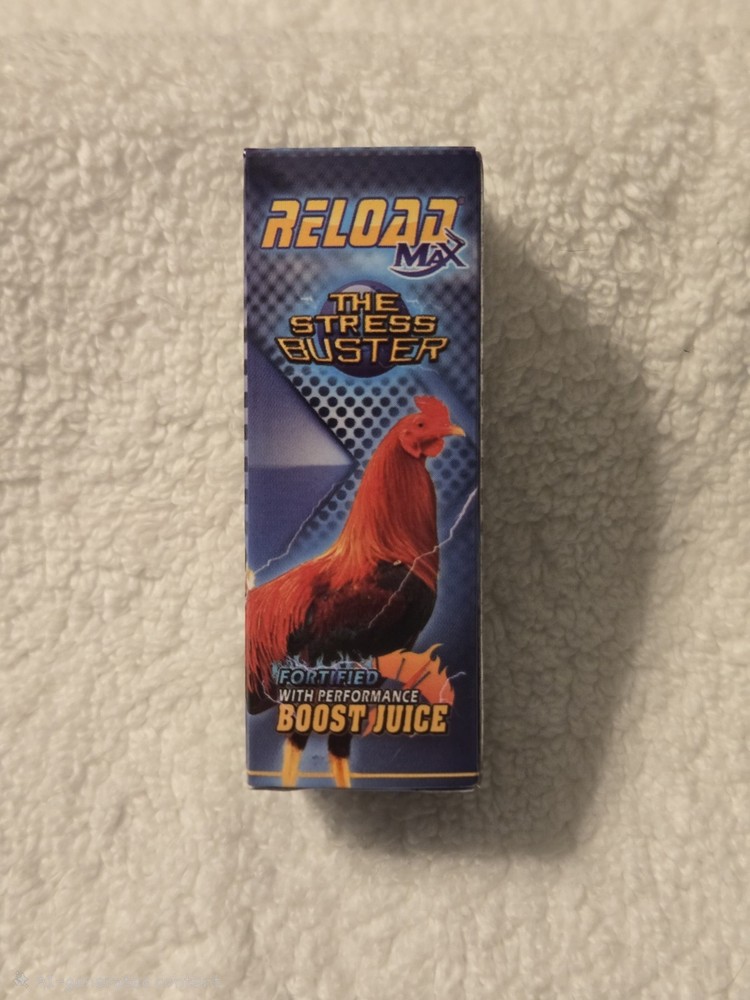 RELOAD®
MAX
THE
STRESS
BUSTER
FORTIFIED
WITH PERFORMANCE
BOOST JUICE